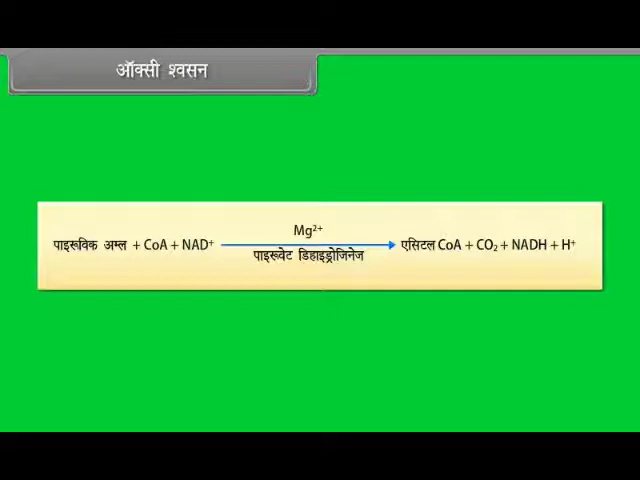 ऑक्सी श्वसन
Mg²⁺
पाइरूविक अम्ल + CoA + NAD⁺ → एसिटल CoA + CO₂ + NADH + H⁺
पाइरूवेट डिहाइड्रोजिनेज